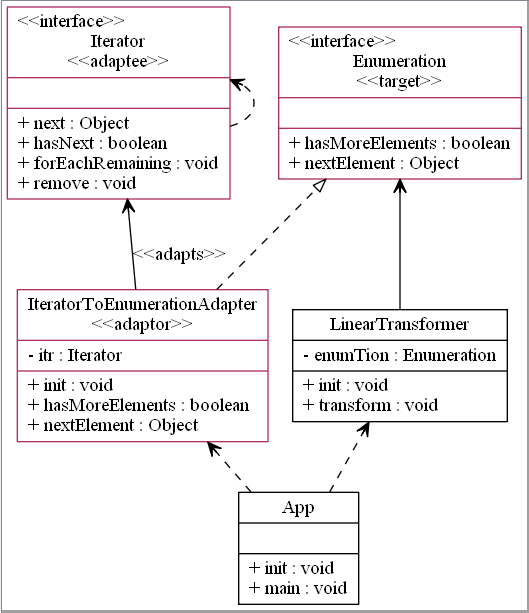 <<interface>>
Iterator
<<adaptee>>
+ next : Object
+ hasNext : boolean
+ forEachRemaining : void
+ remove : void
<<interface>>
Enumeration
<<target>>
+ hasMoreElements : boolean
+ nextElement : Object
<<adapts>>
IteratorToEnumerationAdapter
<<adaptor>>
- itr : Iterator
+ init : void
+ hasMoreElements : boolean
+ nextElement : Object
LinearTransformer
- enumTion : Enumeration
+ init : void
+ transform : void
App
+ init : void
+ main : void